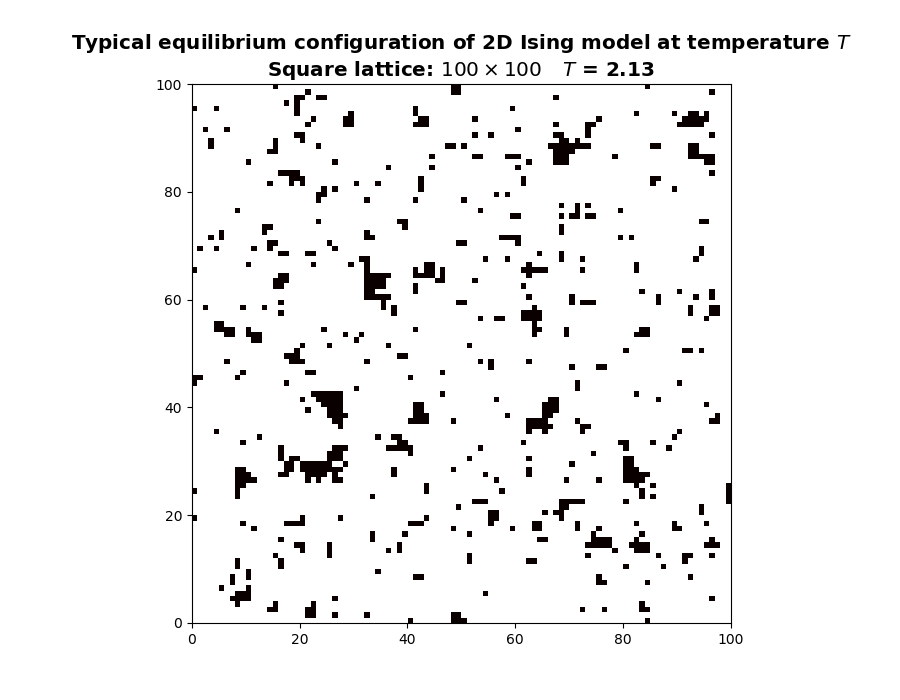 Typical equilibrium configuration of 2D Ising model at temperature T
Square lattice: 100 × 100 T = 2.13
100
80
60
40
20
0
0 20 40 60 80 100